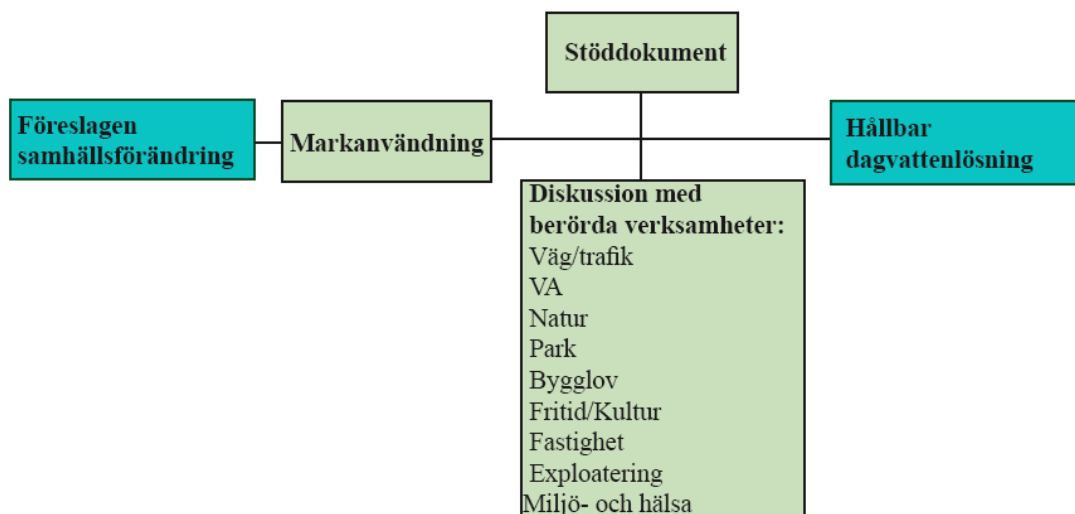 Stöddokument
Föreslagen
samhällsförändring
Markanvändning
Hållbar
dagvattenlösning
Diskussion med
berörda verksamheter:
Väg/trafik
VA
Natur
Park
Bygglov
Fritid/Kultur
Fastighet
Exploatering
Miljö- och hälsa